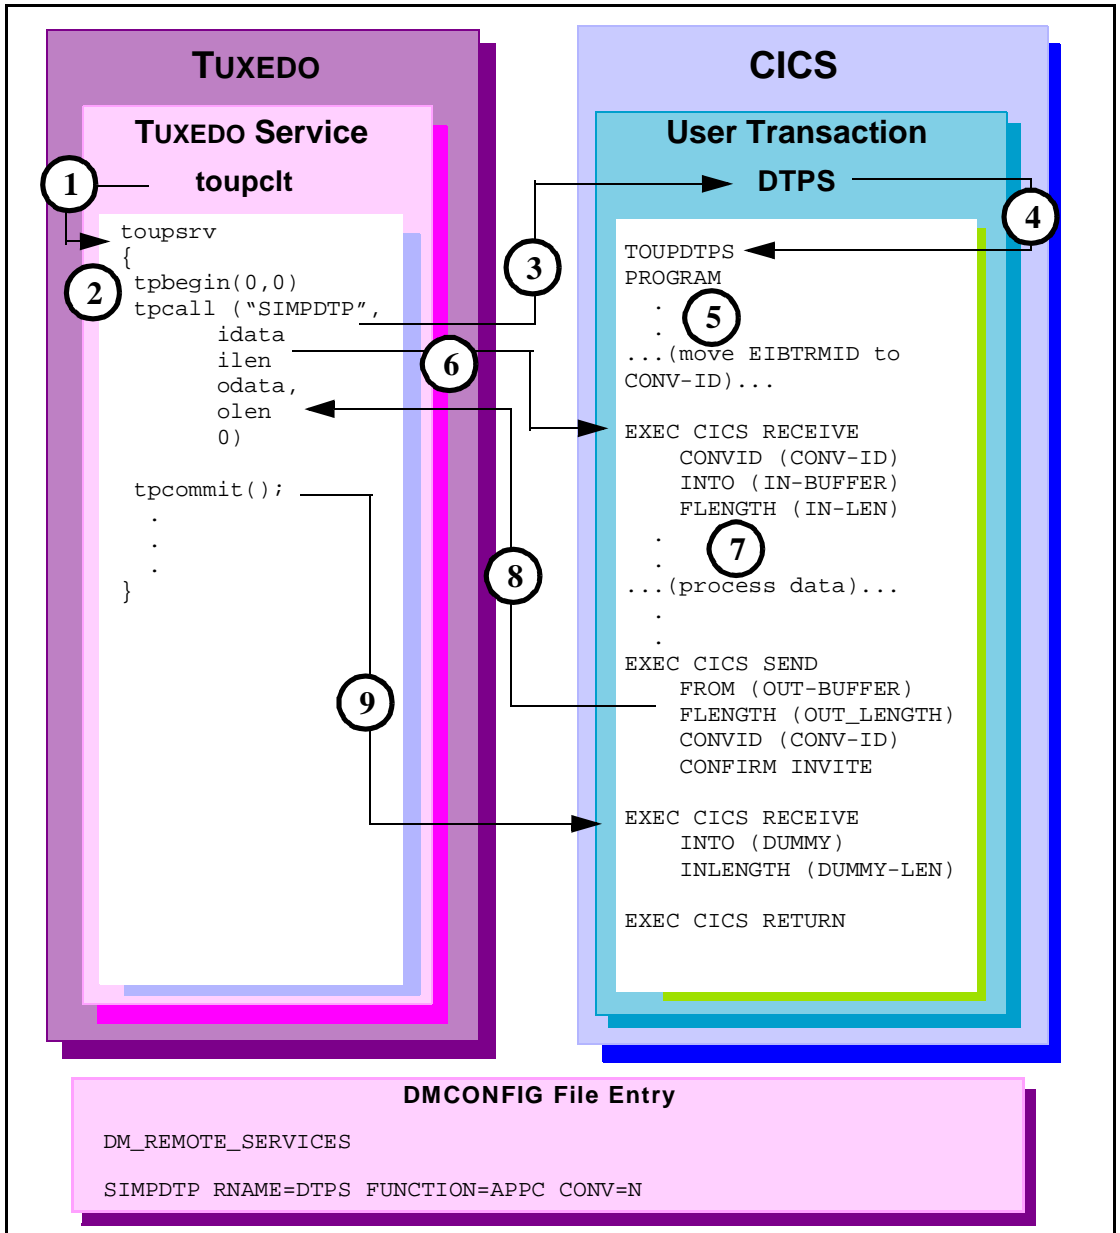 TUXEDO
TUXEDO Service
toupclt
1
toupsrv
{
2
tpbegin(0,0)
tpcall (“SIMPDTP”,
idata
ilen
odata,
olen
0)
tpcommit();
.
.
.
}
3
6
8
9
CICS
User Transaction
DTPS
4
TOUPDTPS
PROGRAM
.
5
.
...(move EIBTRMID to
CONV-ID)...
EXEC CICS RECEIVE
CONVID (CONV-ID)
INTO (IN-BUFFER)
FLENGTH (IN-LEN)
.
7
.
...(process data)...
.
.
EXEC CICS SEND
FROM (OUT-BUFFER)
FLENGTH (OUT_LENGTH)
CONVID (CONV-ID)
CONFIRM INVITE
EXEC CICS RECEIVE
INTO (DUMMY)
INLENGTH (DUMMY-LEN)
EXEC CICS RETURN
DMCONFIG File Entry
DM_REMOTE_SERVICES
SIMPDTP RNAME=DTPS FUNCTION=APPC CONV=N